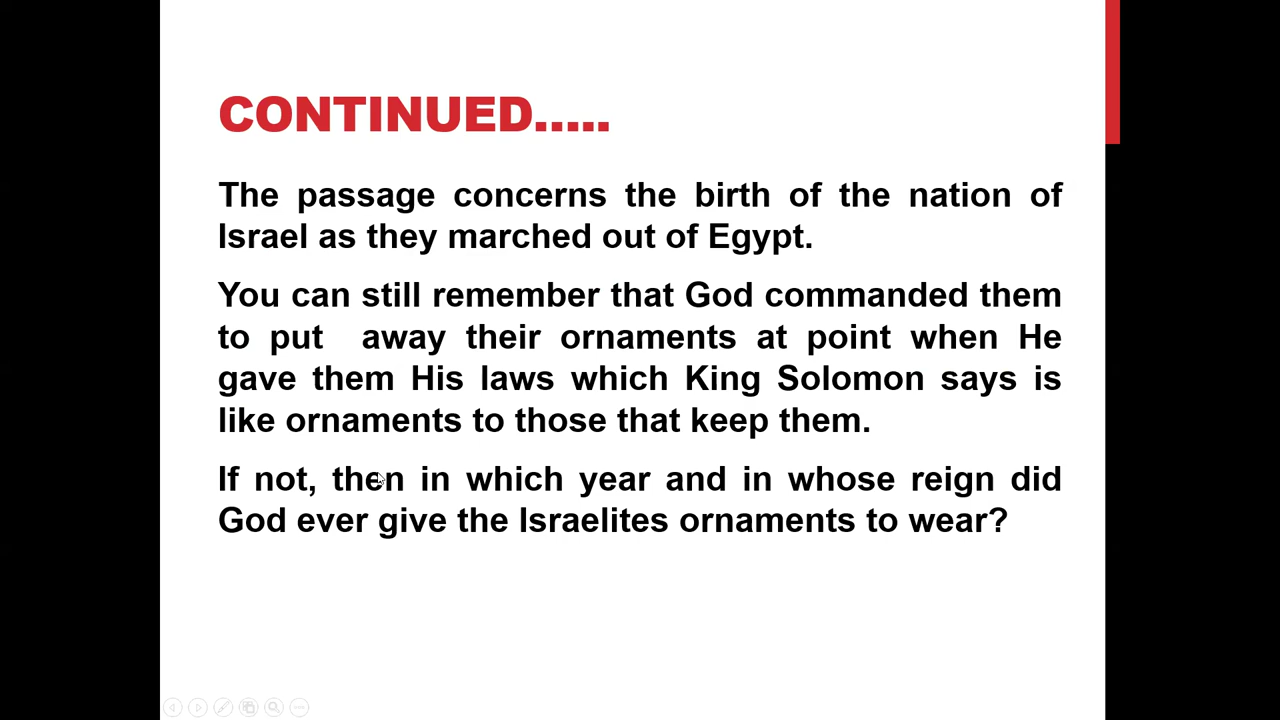 CONTINUED.....
The passage concerns the birth of the nation of
Israel as they marched out of Egypt.
You can still remember that God commanded them
to put away their ornaments at point when He
gave them His laws which King Solomon says is
like ornaments to those that keep them.
If not, then in which year and in whose reign did
God ever give the Israelites ornaments to wear?